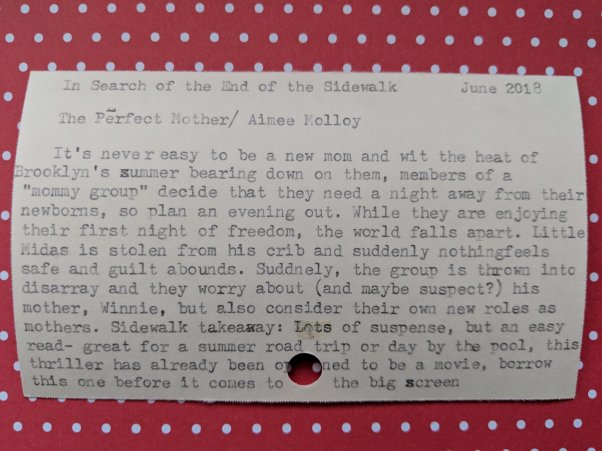 In Search of the End of the Sidewalk June 2018
The Perfect Mother/ Aimee Molloy
It's never easy to be a new mom and wit the heat of
Brooklyn's summer bearing down on them, members of a
"mommy group" decide that they need a night away from their
newborns, so plan an evening out. While they are enjoying
their first night of freedom, the world falls apart. Little
Midas is stolen from his crib and suddenly nothingfeels
safe and guilt abounds. Suddnely, the group is thrown into
disarray and they worry about (and maybe suspect?) his
mother, Winnie, but also consider their own new roles as
mothers. Sidewalk takeaway: Lots of suspense, but an easy
read- great for a summer road trip or day by the pool, this
thriller has already been op ned to be a movie, borrow
this one before it comes to the big screen